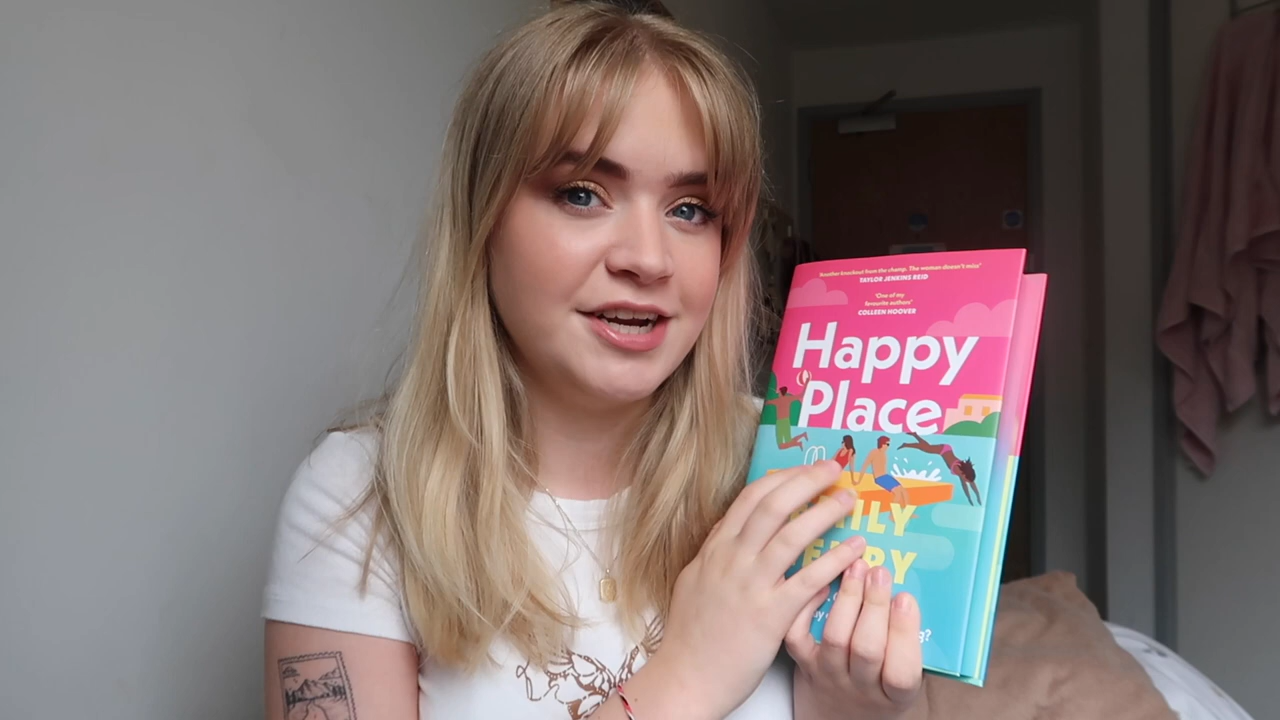 'Another knockout from the champ. The woman doesn't miss'
TAYLOR JENKINS REID
'One of my
favourite authors'
COLLEEN HOOVER
Happy
Place